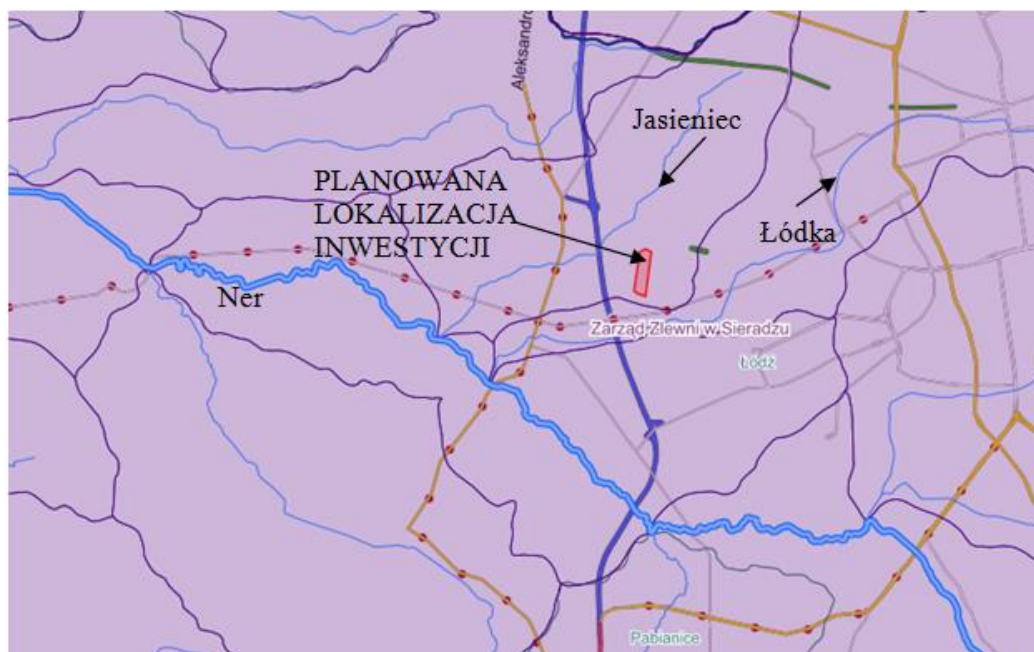 Aleksandro
Jasieniec
PLANOWANA
LOKALIZACJA
INWESTYCJI
Łódka
Ner
Zarząd Zlewni w Sieradzu
Łódź
Pabianice